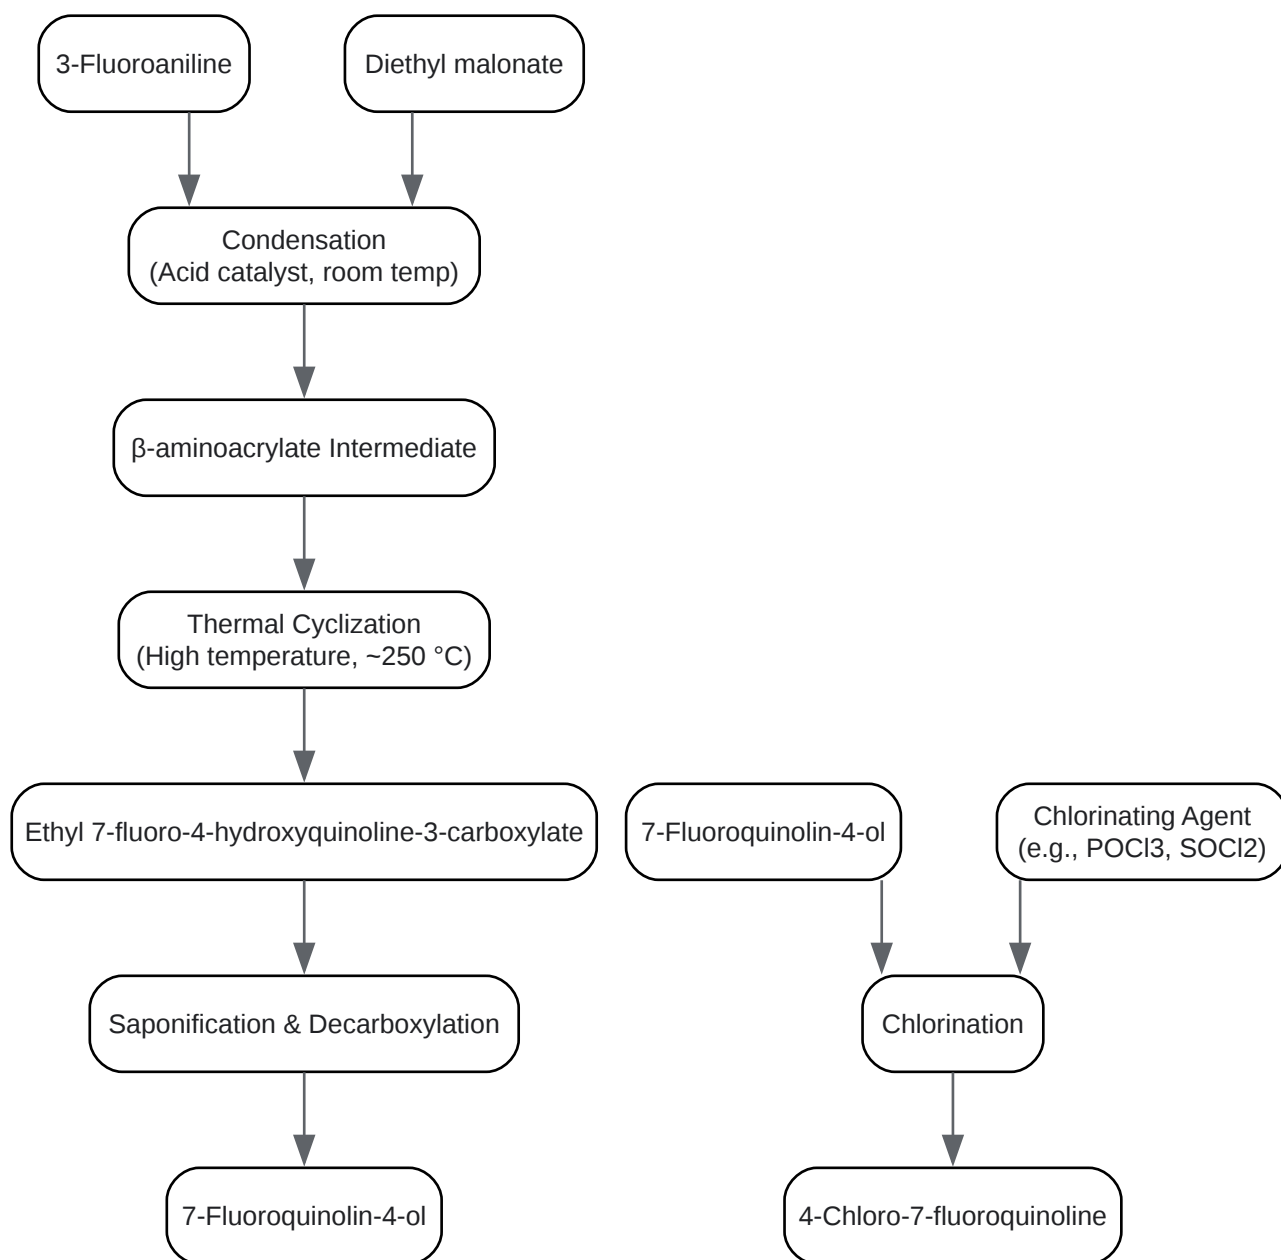 3-Fluoroaniline
Diethyl malonate
Condensation
(Acid catalyst, room temp)
β-aminoacrylate Intermediate
Thermal Cyclization
(High temperature, ~250 °C)
Ethyl 7-fluoro-4-hydroxyquinoline-3-carboxylate
Saponification & Decarboxylation
7-Fluoroquinolin-4-ol
7-Fluoroquinolin-4-ol
Chlorinating Agent
(e.g., POCl3, SOCl2)
Chlorination
4-Chloro-7-fluoroquinoline